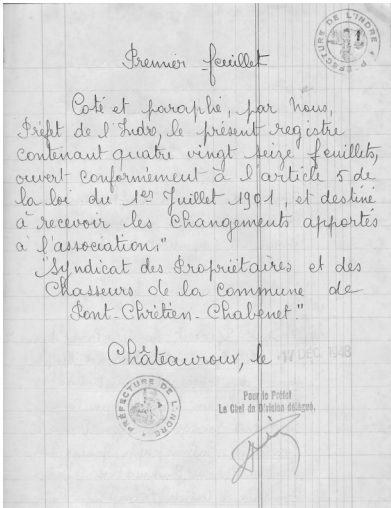 PRÉFECTURE DE L'INDRE
1
Premier feuillet
Coté et paraphé, par Nous,
Préfet de l'Indre, le présent registre
contenant quatre vingt seize feuillets,
ouvert conformément à l'article 5 de
la loi du 1er Juillet 1901, et destiné
à recevoir les changements apportés
à l'association,"
"Syndicat des Propriétaires et des
Chasseurs de la Commune de
Pont-Chrétien-Chabenet."
Châteauroux, le 17 DEC 1948
Pour le Préfet
Le Chef de Division délégué.
PRÉFECTURE DE L'INDRE